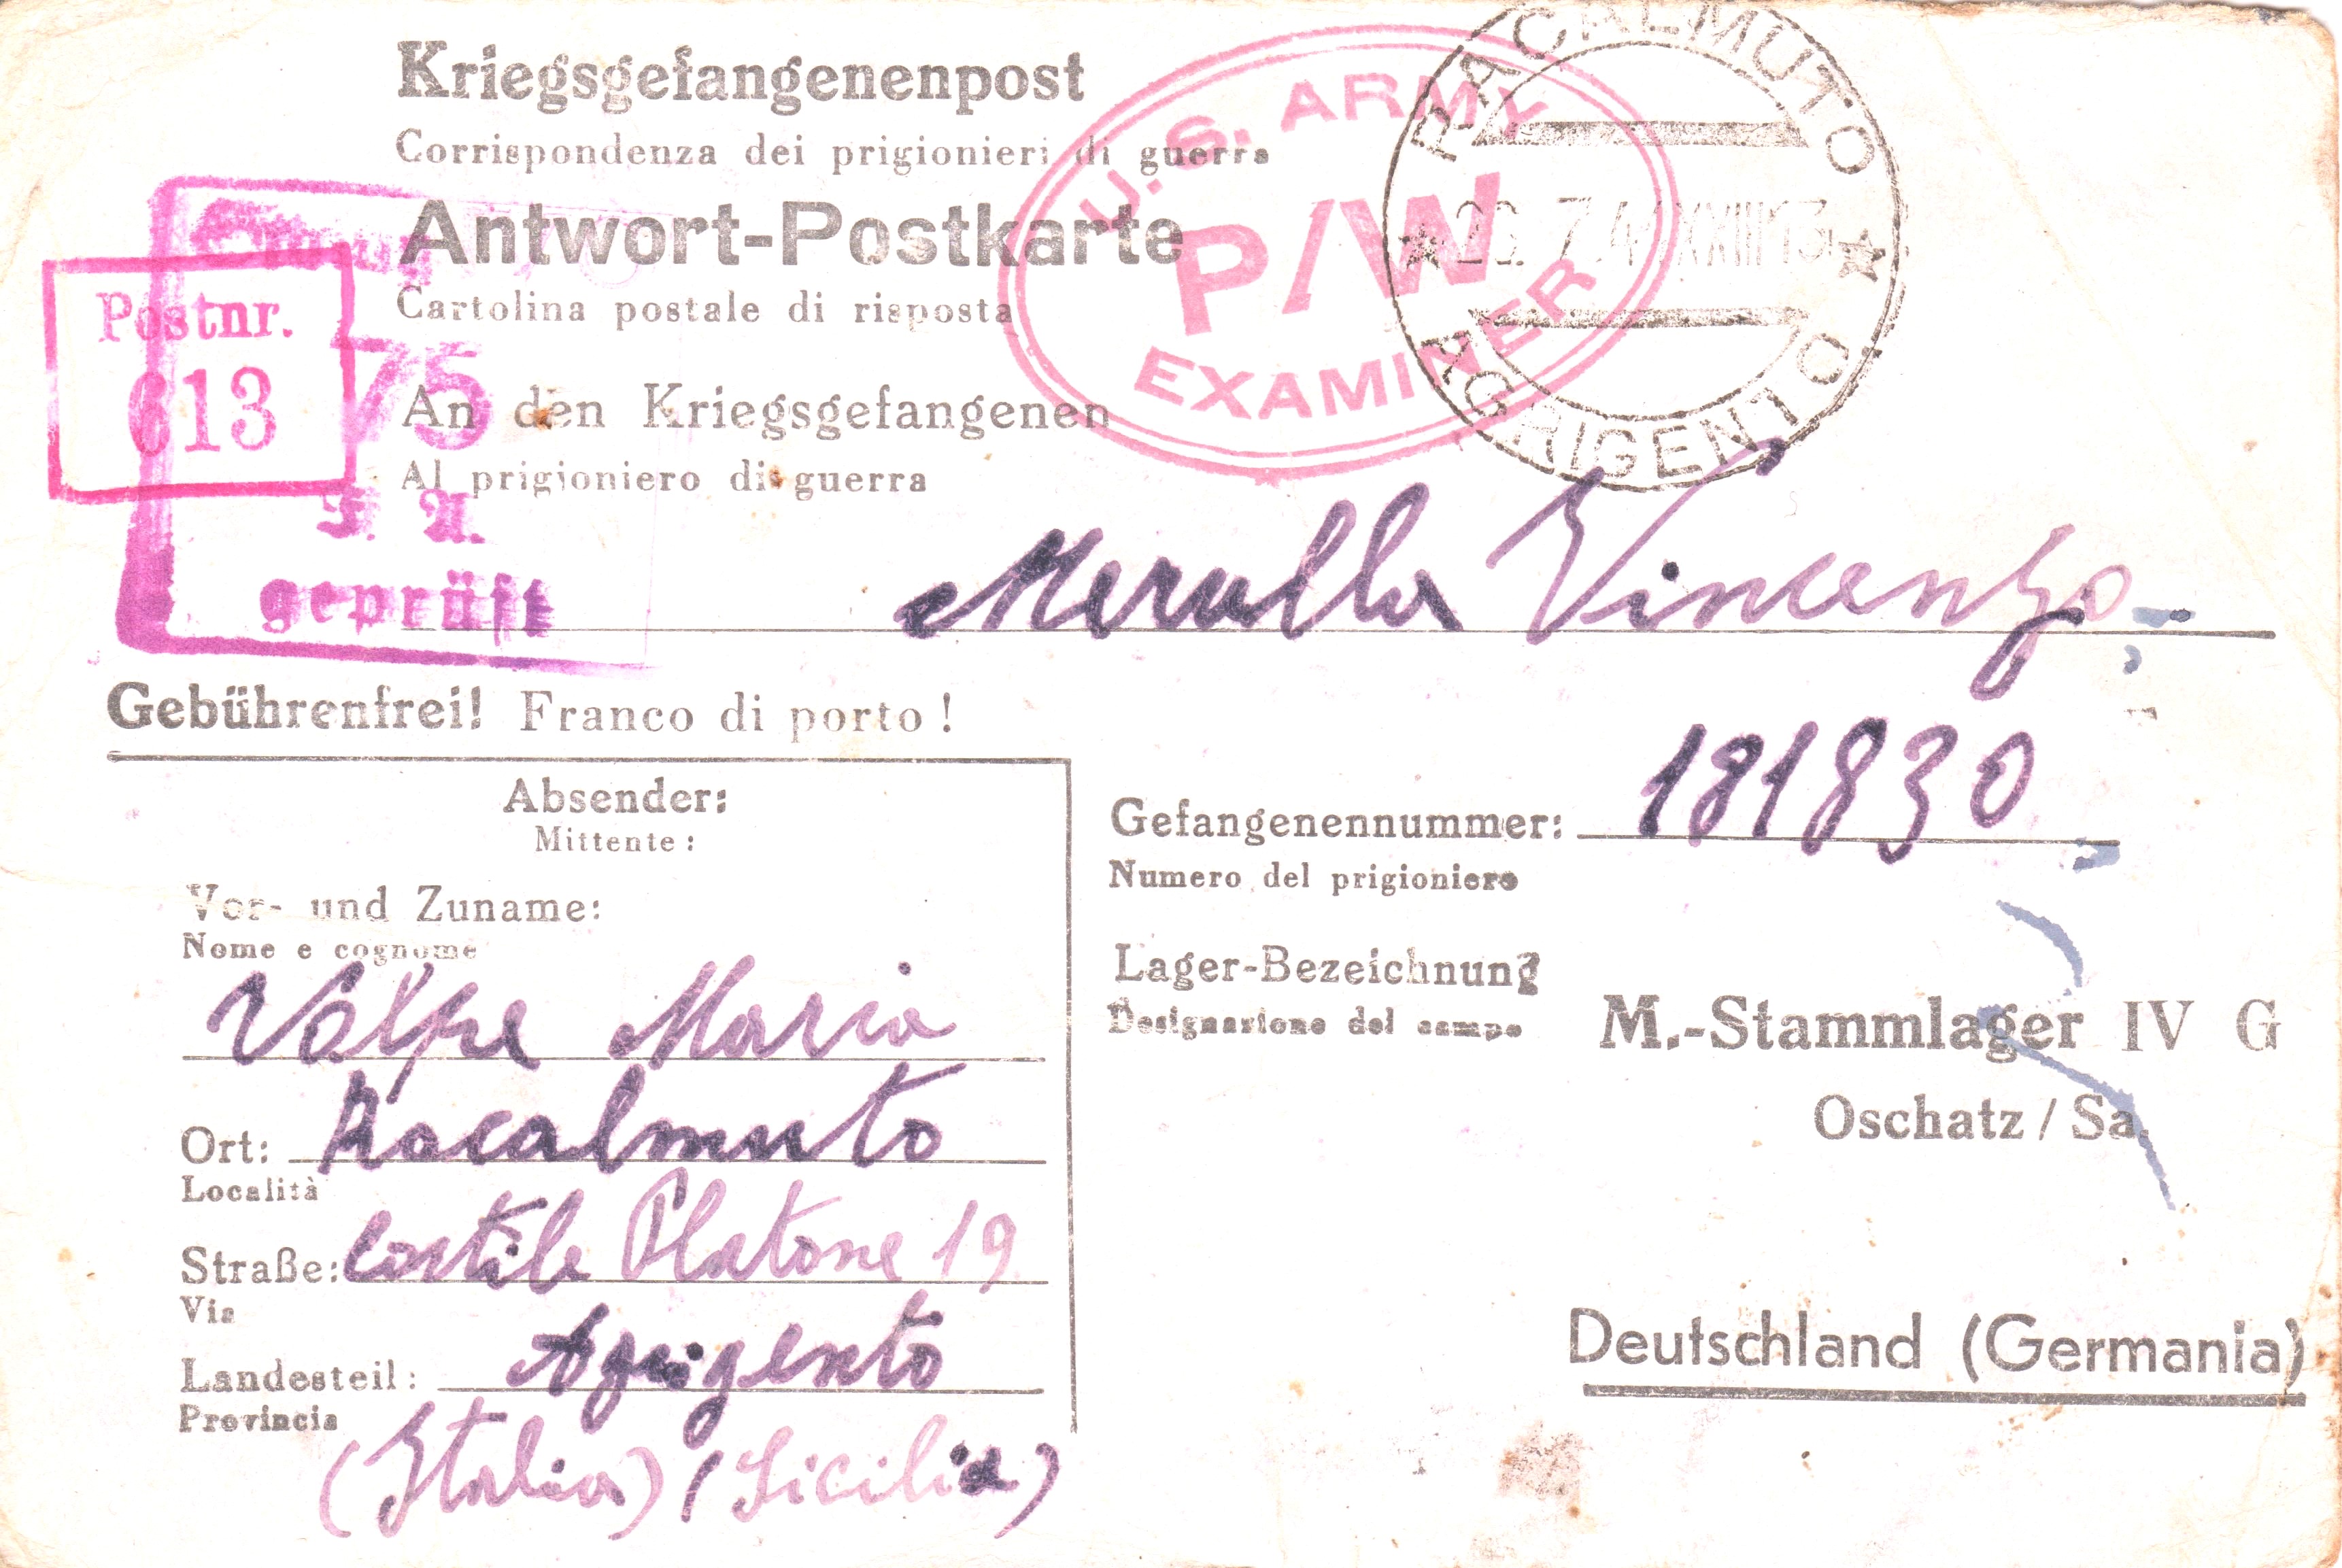 Kriegsgefangenenpost
Corrispondenza dei prigionieri di guerra
Antwort-Postkarte
Cartolina postale di risposta
U.S. ARMY
P/W
EXAMINER
RACALMUTO
AGRIGENTO
Postnr.
613
75
F. A.
geprüft
An den Kriegsgefangenen
Al prigioniero di guerra
Merulla Vincenzo
Gebührenfrei! Franco di porto!
Absender:
Mittente:
Vor- und Zuname:
Nome e cognome
Volpe Maria
Ort: Racalmuto
Località
Straße: Cortile Platone 19
Via
Landesteil: Agrigento
Provincia
(Italia) (Sicilia)
Gefangenennummer: 181830
Numero del prigioniero
Lager-Bezeichnung
Designazione del campo
M.-Stammlager IV G
Oschatz / Sa.
Deutschland (Germania)